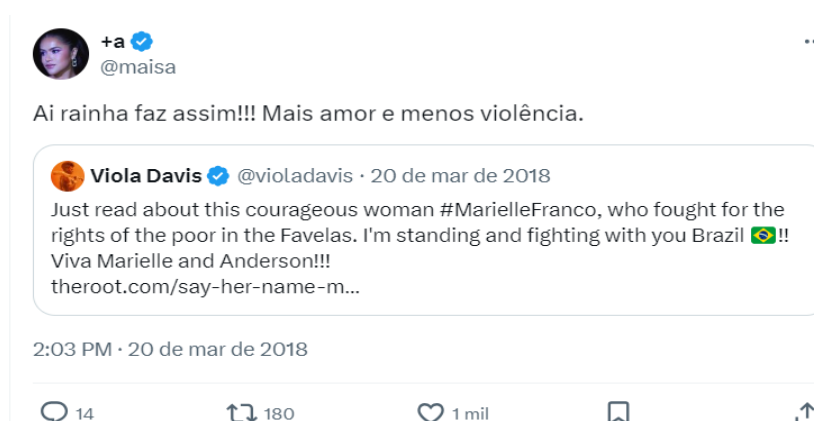 +a
@maisa
Ai rainha faz assim!!! Mais amor e menos violência.
Viola Davis @violadavis · 20 de mar de 2018
Just read about this courageous woman #MarielleFranco, who fought for the
rights of the poor in the Favelas. I'm standing and fighting with you Brazil 🇧🇷!!
Viva Marielle and Anderson!!!
theroot.com/say-her-name-m...
2:03 PM · 20 de mar de 2018
14 180 1 mil